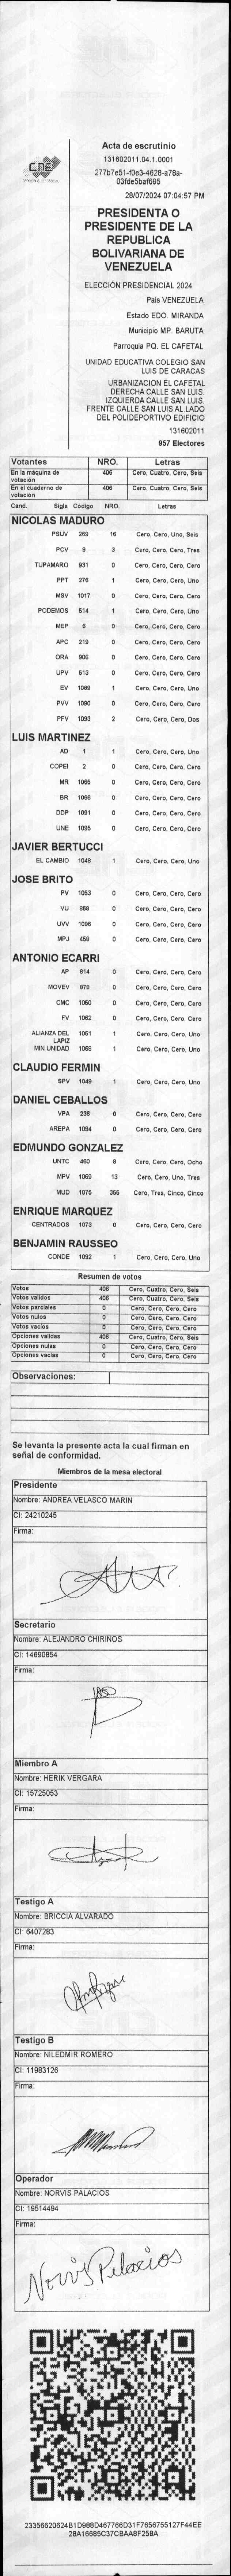 CNE
Acta de escrutinio
131602011.04.1.0001
277b7e51-f0e3-4628-a78a-
03fde5baf695
28/07/2024 07:04:57 PM
PRESIDENTA O
PRESIDENTE DE LA
REPUBLICA
BOLIVARIANA DE
VENEZUELA
ELECCIÓN PRESIDENCIAL 2024
País VENEZUELA
Estado EDO. MIRANDA
Municipio MP. BARUTA
Parroquia PQ. EL CAFETAL
UNIDAD EDUCATIVA COLEGIO SAN
LUIS DE CARACAS
URBANIZACION EL CAFETAL
DERECHA CALLE SAN LUIS.
IZQUIERDA CALLE SAN LUIS.
FRENTE CALLE SAN LUIS AL LADO
DEL POLIDEPORTIVO EDIFICIO
131602011
957 Electores
Votantes NRO. Letras
En la máquina de votación 406 Cero, Cuatro, Cero, Seis
En el cuaderno de votación 406 Cero, Cuatro, Cero, Seis
Cand. Sigla Código NRO. Letras
NICOLAS MADURO
PSUV 269 16 Cero, Cero, Uno, Seis
PCV 9 3 Cero, Cero, Cero, Tres
TUPAMARO 931 0 Cero, Cero, Cero, Cero
PPT 276 1 Cero, Cero, Cero, Uno
MSV 1017 0 Cero, Cero, Cero, Cero
PODEMOS 514 1 Cero, Cero, Cero, Uno
MEP 6 0 Cero, Cero, Cero, Cero
APC 219 0 Cero, Cero, Cero, Cero
ORA 906 0 Cero, Cero, Cero, Cero
UPV 513 0 Cero, Cero, Cero, Cero
EV 1089 1 Cero, Cero, Cero, Uno
PVV 1090 0 Cero, Cero, Cero, Cero
PFV 1093 2 Cero, Cero, Cero, Dos
LUIS MARTINEZ
AD 1 1 Cero, Cero, Cero, Uno
COPEI 2 0 Cero, Cero, Cero, Cero
MR 1065 0 Cero, Cero, Cero, Cero
BR 1066 0 Cero, Cero, Cero, Cero
DDP 1091 0 Cero, Cero, Cero, Cero
UNE 1095 0 Cero, Cero, Cero, Cero
JAVIER BERTUCCI
EL CAMBIO 1048 1 Cero, Cero, Cero, Uno
JOSE BRITO
PV 1053 0 Cero, Cero, Cero, Cero
VU 868 0 Cero, Cero, Cero, Cero
UVV 1096 0 Cero, Cero, Cero, Cero
MPJ 458 0 Cero, Cero, Cero, Cero
ANTONIO ECARRI
AP 814 0 Cero, Cero, Cero, Cero
MOVEV 878 0 Cero, Cero, Cero, Cero
CMC 1050 0 Cero, Cero, Cero, Cero
FV 1062 0 Cero, Cero, Cero, Cero
ALIANZA DEL LAPIZ 1051 1 Cero, Cero, Cero, Uno
MIN UNIDAD 1068 1 Cero, Cero, Cero, Uno
CLAUDIO FERMIN
SPV 1049 1 Cero, Cero, Cero, Uno
DANIEL CEBALLOS
VPA 236 0 Cero, Cero, Cero, Cero
AREPA 1094 0 Cero, Cero, Cero, Cero
EDMUNDO GONZALEZ
UNTC 460 8 Cero, Cero, Cero, Ocho
MPV 1069 13 Cero, Cero, Uno, Tres
MUD 1075 355 Cero, Tres, Cinco, Cinco
ENRIQUE MARQUEZ
CENTRADOS 1073 0 Cero, Cero, Cero, Cero
BENJAMIN RAUSSEO
CONDE 1092 1 Cero, Cero, Cero, Uno
Resumen de votos
Votos 406 Cero, Cuatro, Cero, Seis
Votos validos 406 Cero, Cuatro, Cero, Seis
Votos parciales 0 Cero, Cero, Cero, Cero
Votos nulos 0 Cero, Cero, Cero, Cero
Votos vacios 0 Cero, Cero, Cero, Cero
Opciones validas 406 Cero, Cuatro, Cero, Seis
Opciones nulas 0 Cero, Cero, Cero, Cero
Opciones vacias 0 Cero, Cero, Cero, Cero
Observaciones:
Se levanta la presente acta la cual firman en
señal de conformidad.
Miembros de la mesa electoral
Presidente
Nombre: ANDREA VELASCO MARIN
CI: 24210245
Firma:
Secretario
Nombre: ALEJANDRO CHIRINOS
CI: 14690854
Firma:
Miembro A
Nombre: HERIK VERGARA
CI: 15725053
Firma:
Testigo A
Nombre: BRICCIA ALVARADO
CI: 6407283
Firma:
Testigo B
Nombre: NILEDMIR ROMERO
CI: 11983126
Firma:
Operador
Nombre: NORVIS PALACIOS
CI: 19514494
Firma:
Norvis Palacios
23356620624B1D988D467766D31F7656755127F44EE
28A16685C37CBAA8F258A